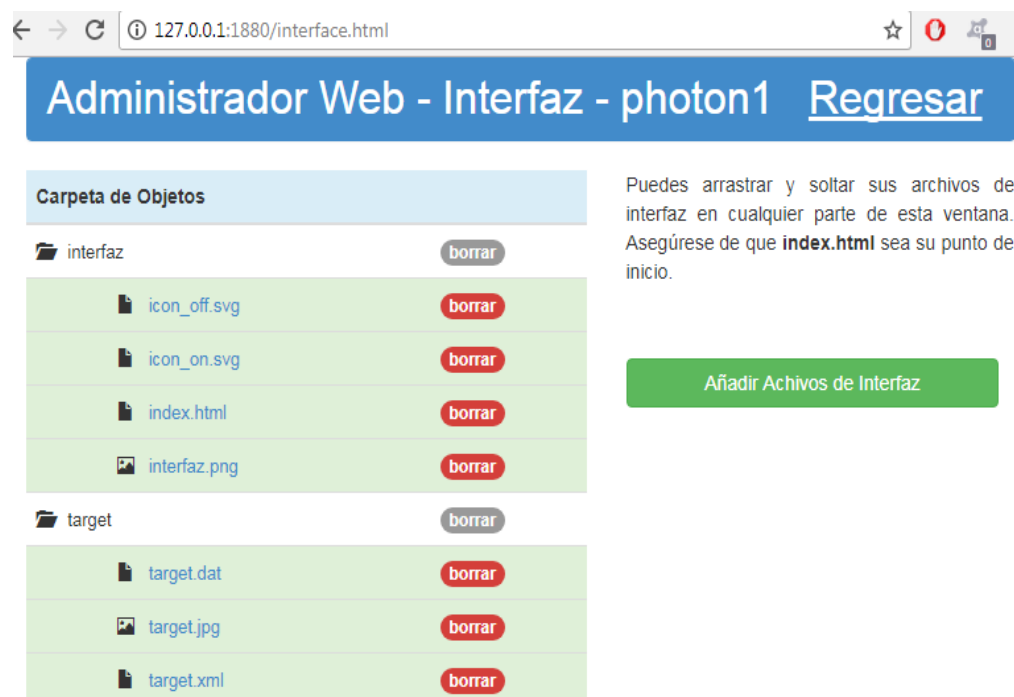 127.0.0.1:1880/interface.html
0
Administrador Web - Interfaz - photon1 Regresar
Carpeta de Objetos
interfaz borrar
icon_off.svg borrar
icon_on.svg borrar
index.html borrar
interfaz.png borrar
target borrar
target.dat borrar
target.jpg borrar
target.xml borrar
Puedes arrastrar y soltar sus archivos de
interfaz en cualquier parte de esta ventana.
Asegúrese de que index.html sea su punto de
inicio.
Añadir Achivos de Interfaz